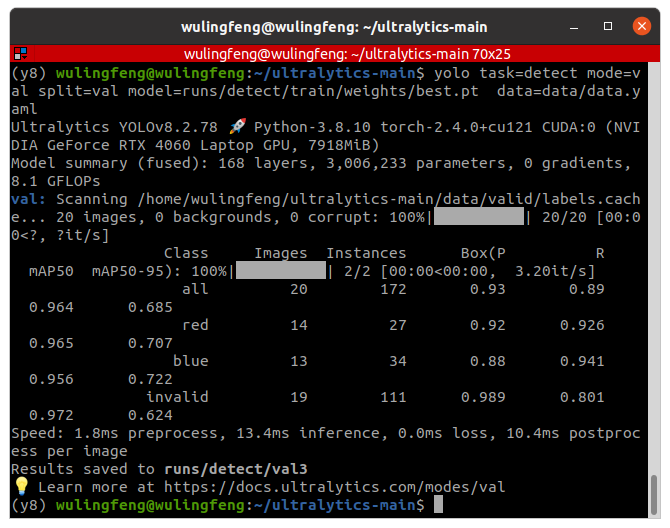 wulingfeng@wulingfeng: ~/ultralytics-main
wulingfeng@wulingfeng: ~/ultralytics-main 70x25
(y8) wulingfeng@wulingfeng:~/ultralytics-main$ yolo task=detect mode=v
al split=val model=runs/detect/train/weights/best.pt  data=data/data.y
aml
Ultralytics YOLOv8.2.78 🚀 Python-3.8.10 torch-2.4.0+cu121 CUDA:0 (NVI
DIA GeForce RTX 4060 Laptop GPU, 7918MiB)
Model summary (fused): 168 layers, 3,006,233 parameters, 0 gradients,
8.1 GFLOPs
val: Scanning /home/wulingfeng/ultralytics-main/data/valid/labels.cach
e... 20 images, 0 backgrounds, 0 corrupt: 100%|██████████| 20/20 [00:0
0<?, ?it/s]
Class     Images  Instances      Box(P          R
mAP50  mAP50-95): 100%|██████████| 2/2 [00:00<00:00,  3.20it/s]
all         20        172       0.93       0.89
0.964      0.685
red         14         27       0.92      0.926
0.965      0.707
blue         13         34       0.88      0.941
0.956      0.722
invalid         19        111      0.989      0.801
0.972      0.624
Speed: 1.8ms preprocess, 13.4ms inference, 0.0ms loss, 10.4ms postproc
ess per image
Results saved to runs/detect/val3
💡 Learn more at https://docs.ultralytics.com/modes/val
(y8) wulingfeng@wulingfeng:~/ultralytics-main$